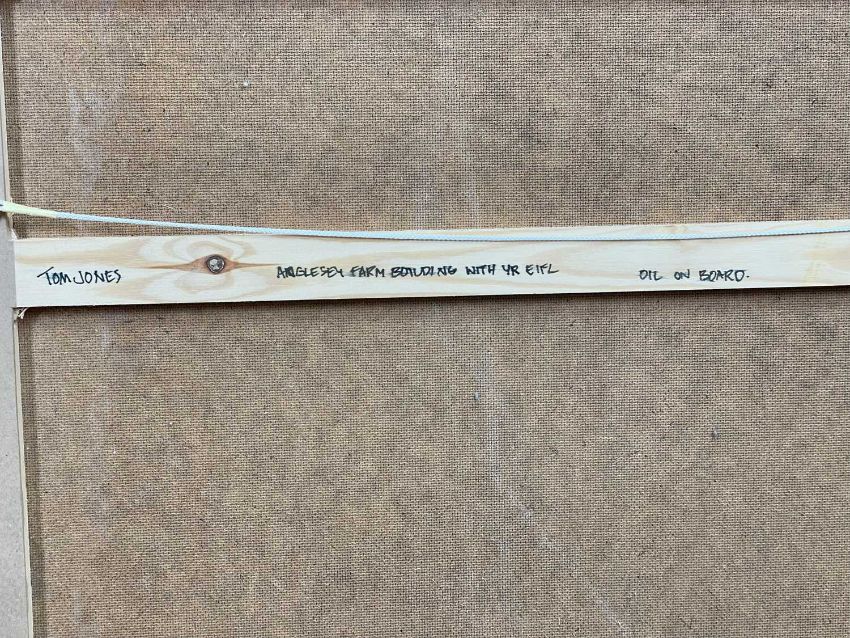 TOM JONES ANGLESEY FARM BUILDING WITH YR EIFL OIL ON BOARD.